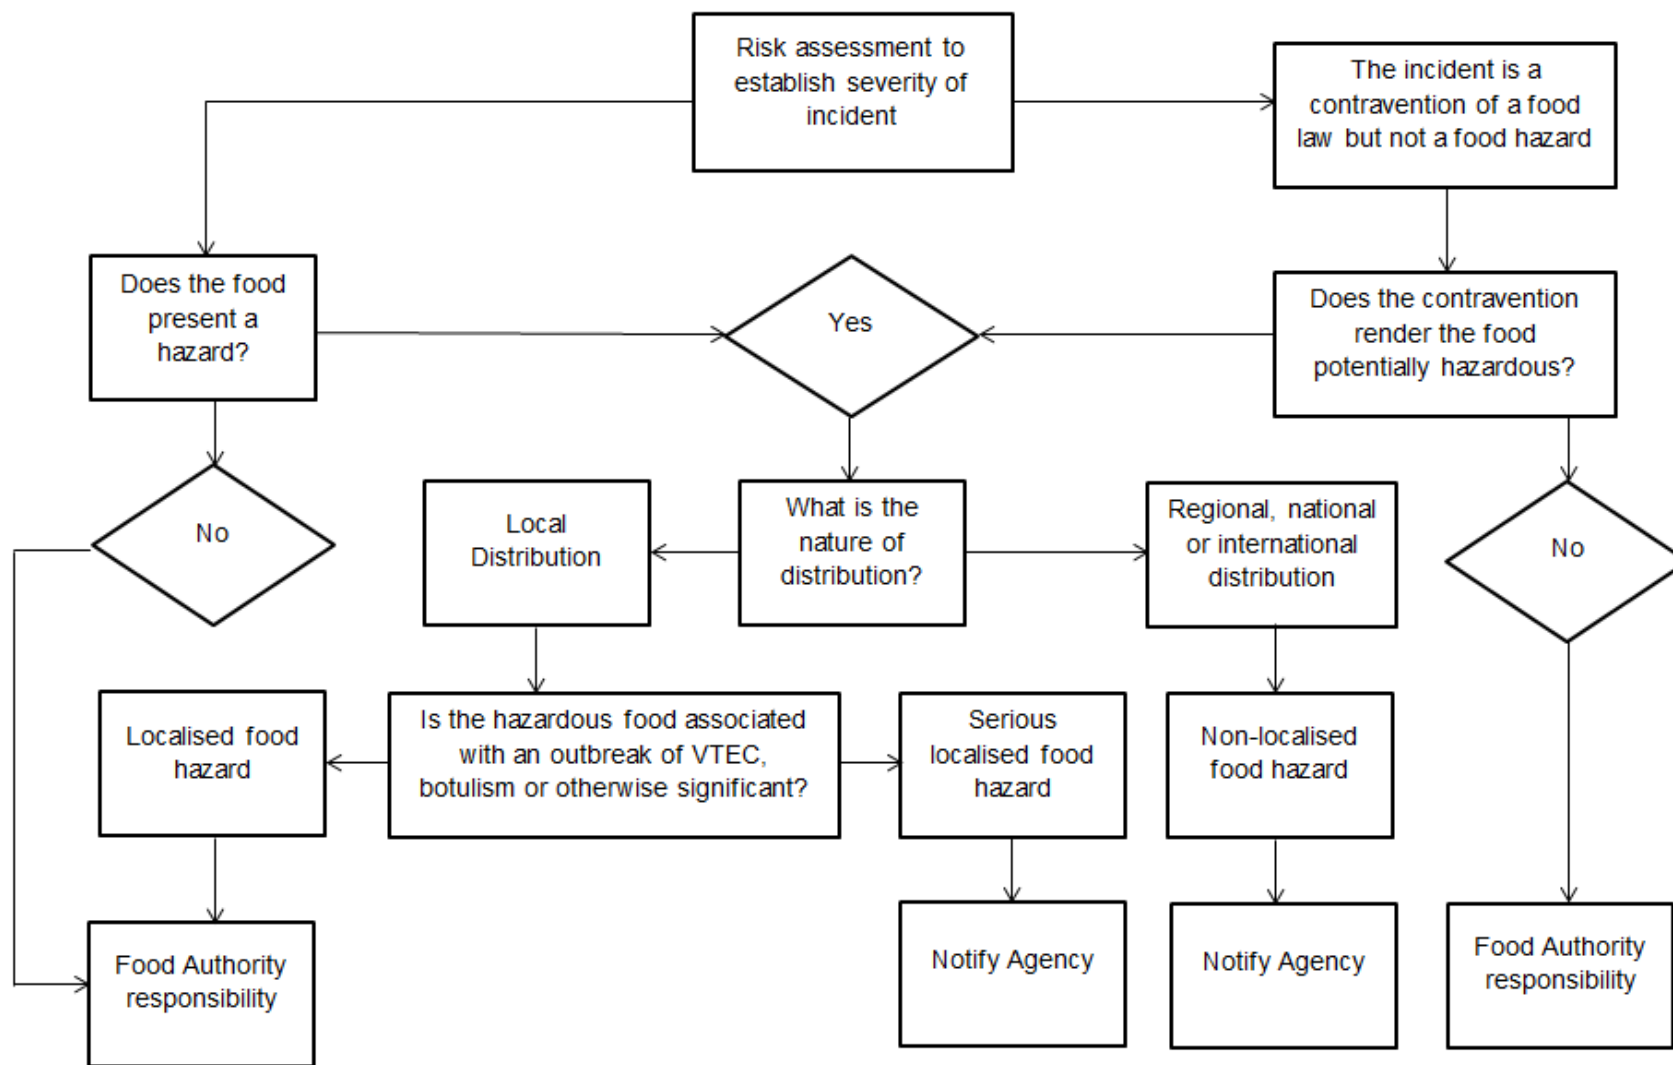 Risk assessment to
establish severity of
incident
The incident is a
contravention of a food
law but not a food hazard
Does the food
present a
hazard?
Yes
Does the contravention
render the food
potentially hazardous?
No
Local
Distribution
What is the
nature of
distribution?
Regional, national
or international
distribution
No
Localised food
hazard
Is the hazardous food associated
with an outbreak of VTEC,
botulism or otherwise significant?
Serious
localised food
hazard
Non-localised
food hazard
Food Authority
responsibility
Notify Agency
Notify Agency
Food Authority
responsibility